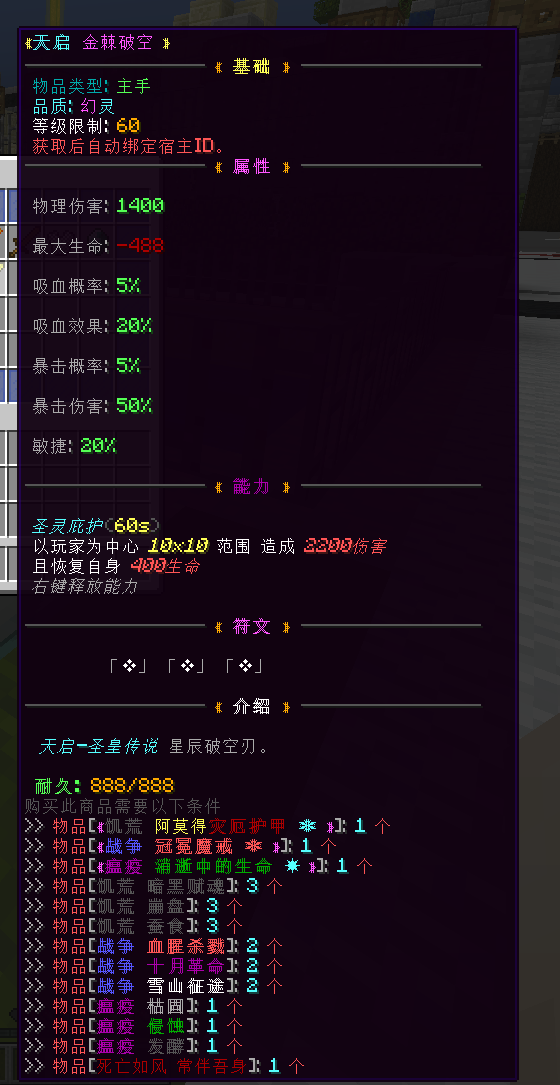 天启 金棘破空
基础
物品类型: 主手
品质: 幻灵
等级限制: 60
获取后自动绑定宿主ID。
属性
物理伤害: 1400
最大生命: -488
吸血概率: 5%
吸血效果: 20%
暴击概率: 5%
暴击伤害: 50%
敏捷: 20%
能力
圣灵庇护(60s)
以玩家为中心 10x10 范围 造成 2200伤害
且恢复自身 400生命
右键释放能力
符文
「❖」「❖」「❖」
介绍
天启-圣皇传说 星辰破空刃。
耐久: 888/888
购买此商品需要以下条件
>> 物品[饥荒 阿莫得灾厄护甲 ]: 1 个
>> 物品[战争 冠冕魔戒 ]: 1 个
>> 物品[瘟疫 消逝中的生命 ]: 1 个
>> 物品[饥荒 暗黑贼魂]: 3 个
>> 物品[饥荒 崩盘]: 3 个
>> 物品[饥荒 蚕食]: 3 个
>> 物品[战争 血腥杀戮]: 2 个
>> 物品[战争 十月革命]: 2 个
>> 物品[战争 雪山征途]: 2 个
>> 物品[瘟疫 枯圆]: 1 个
>> 物品[瘟疫 侵蚀]: 1 个
>> 物品[瘟疫 发酵]: 1 个
>> 物品[死亡如风 常伴吾身]: 1 个